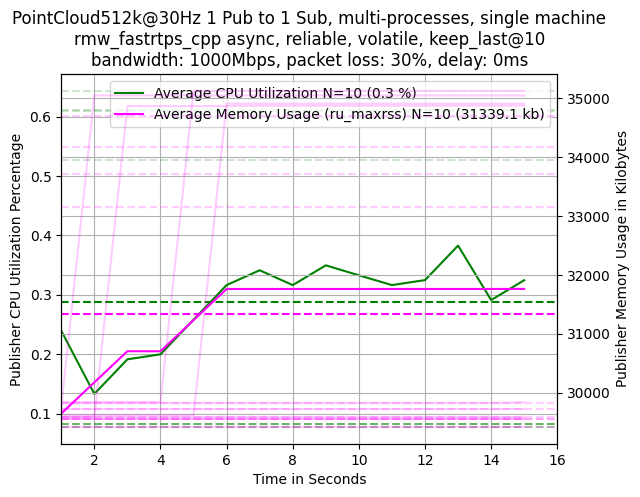 PointCloud512k@30Hz 1 Pub to 1 Sub, multi-processes, single machine
rmw_fastrtps_cpp async, reliable, volatile, keep_last@10
bandwidth: 1000Mbps, packet loss: 30%, delay: 0ms
Average CPU Utilization N=10 (0.3 %)
Average Memory Usage (ru_maxrss) N=10 (31339.1 kb)
Publisher CPU Utilization Percentage
0.6
0.5
0.4
0.3
0.2
0.1
35000
34000
33000
32000
31000
30000
Publisher Memory Usage in Kilobytes
2 4 6 8 10 12 14 16
Time in Seconds